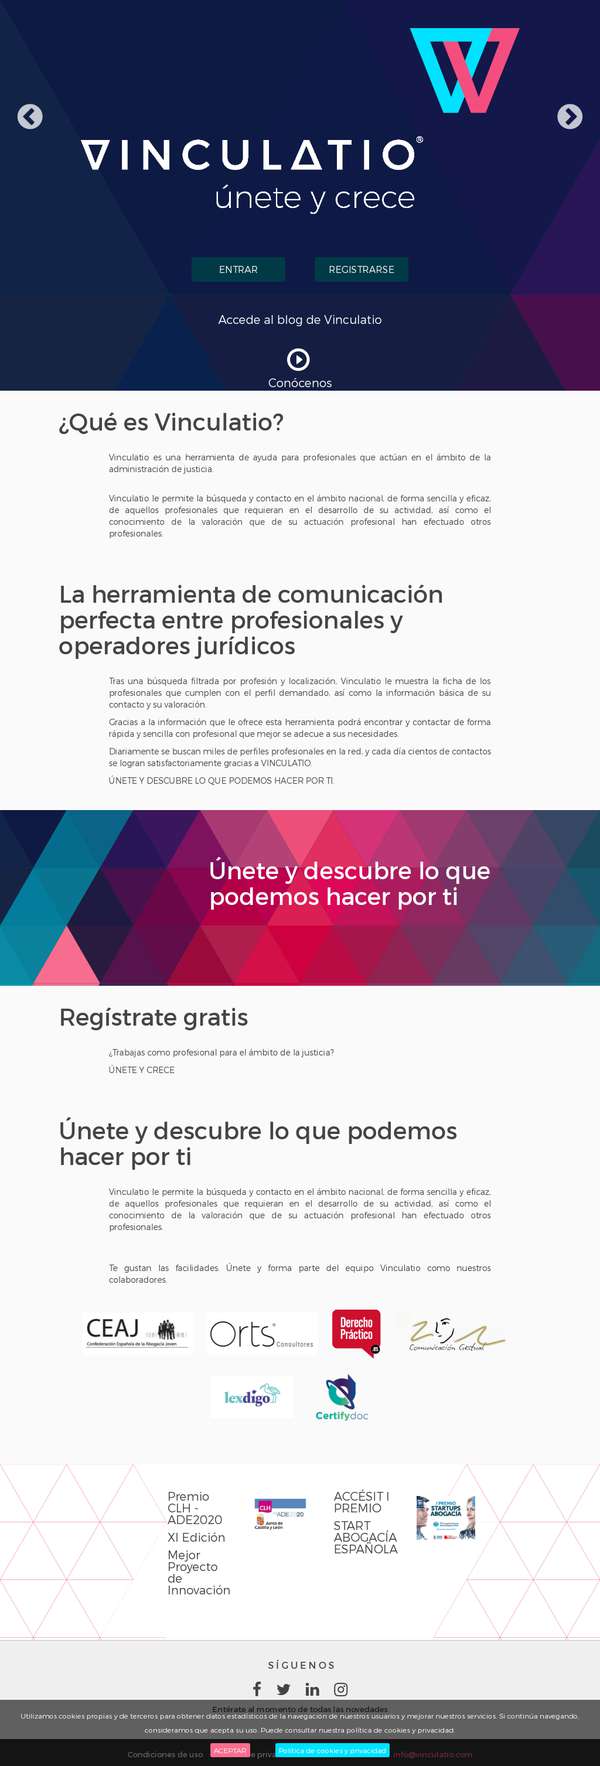 VINCULATIO®
únete y crece
ENTRAR
REGISTRARSE
Accede al blog de Vinculatio
Conócenos
¿Qué es Vinculatio?
Vinculatio es una herramienta de ayuda para profesionales que actúan en el ámbito de la
administración de justicia.
Vinculatio le permite la búsqueda y contacto en el ámbito nacional, de forma sencilla y eficaz,
de aquellos profesionales que requieran en el desarrollo de su actividad, así como el
conocimiento de la valoración que de su actuación profesional han efectuado otros
profesionales.
La herramienta de comunicación
perfecta entre profesionales y
operadores jurídicos
Tras una búsqueda filtrada por profesión y localización, Vinculatio le muestra la ficha de los
profesionales que cumplen con el perfil demandado, así como la información básica de su
contacto y su valoración.
Gracias a la información que le ofrece esta herramienta podrá encontrar y contactar de forma
rápida y sencilla con profesional que mejor se adecue a sus necesidades.
Diariamente se buscan miles de perfiles profesionales en la red, y cada día cientos de contactos
se logran satisfactoriamente gracias a VINCULATIO.
ÚNETE Y DESCUBRE LO QUE PODEMOS HACER POR TI.
Únete y descubre lo que
podemos hacer por ti
Regístrate gratis
¿Trabajas como profesional para el ámbito de la justicia?
ÚNETE Y CRECE
Únete y descubre lo que podemos
hacer por ti
Vinculatio le permite la búsqueda y contacto en el ámbito nacional, de forma sencilla y eficaz,
de aquellos profesionales que requieran en el desarrollo de su actividad, así como el
conocimiento de la valoración que de su actuación profesional han efectuado otros
profesionales.
Te gustan las facilidades. Únete y forma parte del equipo Vinculatio como nuestros
colaboradores.
CEAJ
Confederación Española de la Abogacía Joven
Orts
Consultores
Derecho
Práctico
Comunicación Gestual
lexdigo
Certifydoc
Premio
CLH -
ADE2020
XI Edición
Mejor
Proyecto
de
Innovación
CLH
ADE2020
Junta de
Castilla y León
ACCÉSIT I
PREMIO
START
ABOGACÍA
ESPAÑOLA
I PREMIO
STARTUPS
ABOGACÍA
SÍGUENOS
Entérate al momento de todas las novedades
Utilizamos cookies propias y de terceros para obtener datos estadísticos de la navegación de nuestros usuarios y mejorar nuestros servicios. Si continúa navegando,
consideramos que acepta su uso. Puede consultar nuestra política de cookies y privacidad.
Condiciones de uso
ACEPTAR
Política de cookies y privacidad
info@vinculatio.com